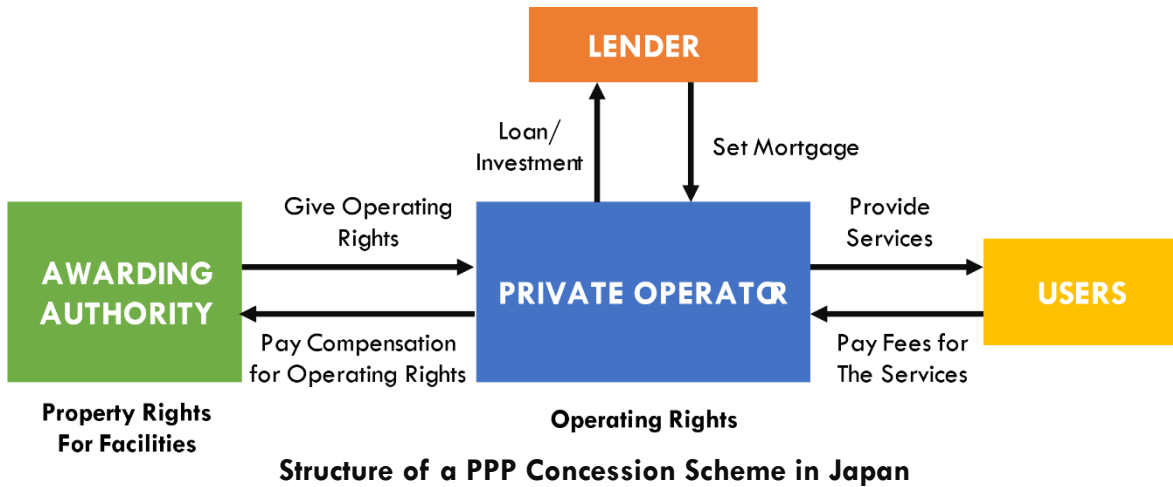 LENDER
Loan/
Investment
Set Mortgage
Give Operating
Rights
Provide
Services
AWARDING
AUTHORITY
PRIVATE OPERATOR
USERS
Pay Compensation
for Operating Rights
Pay Fees for
The Services
Property Rights
For Facilities
Operating Rights
Structure of a PPP Concession Scheme in Japan